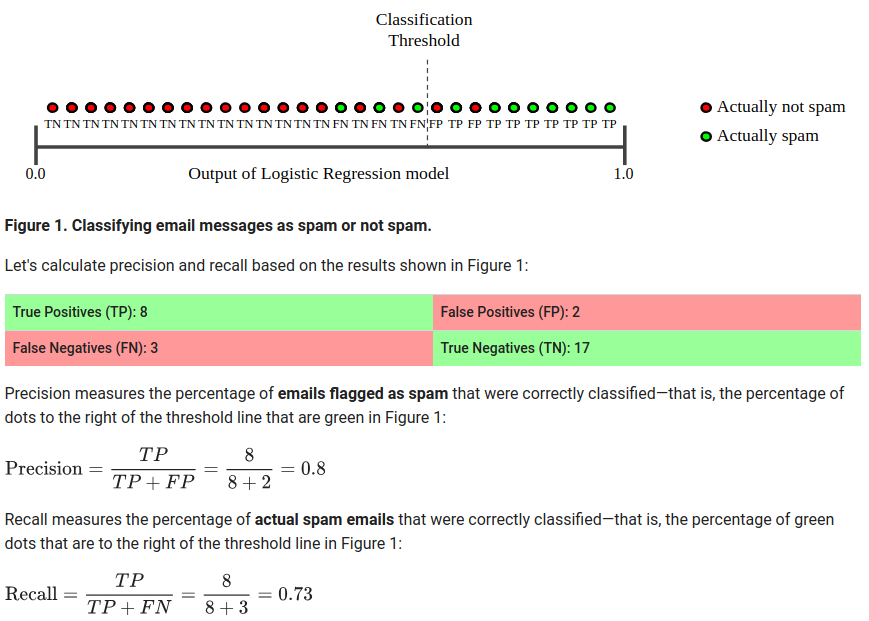 Classification
Threshold
TN TN TN TN TN TN TN TN TN TN TN TN TN TN TN FN TN FN TN FN FP TP FP TP TP TP TP TP TP TP
Actually not spam
Actually spam
0.0 Output of Logistic Regression model 1.0
Figure 1. Classifying email messages as spam or not spam.
Let's calculate precision and recall based on the results shown in Figure 1:
True Positives (TP): 8 False Positives (FP): 2
False Negatives (FN): 3 True Negatives (TN): 17
Precision measures the percentage of emails flagged as spam that were correctly classified—that is, the percentage of
dots to the right of the threshold line that are green in Figure 1:
Precision = TP / (TP + FP) = 8 / (8 + 2) = 0.8
Recall measures the percentage of actual spam emails that were correctly classified—that is, the percentage of green
dots that are to the right of the threshold line in Figure 1:
Recall = TP / (TP + FN) = 8 / (8 + 3) = 0.73